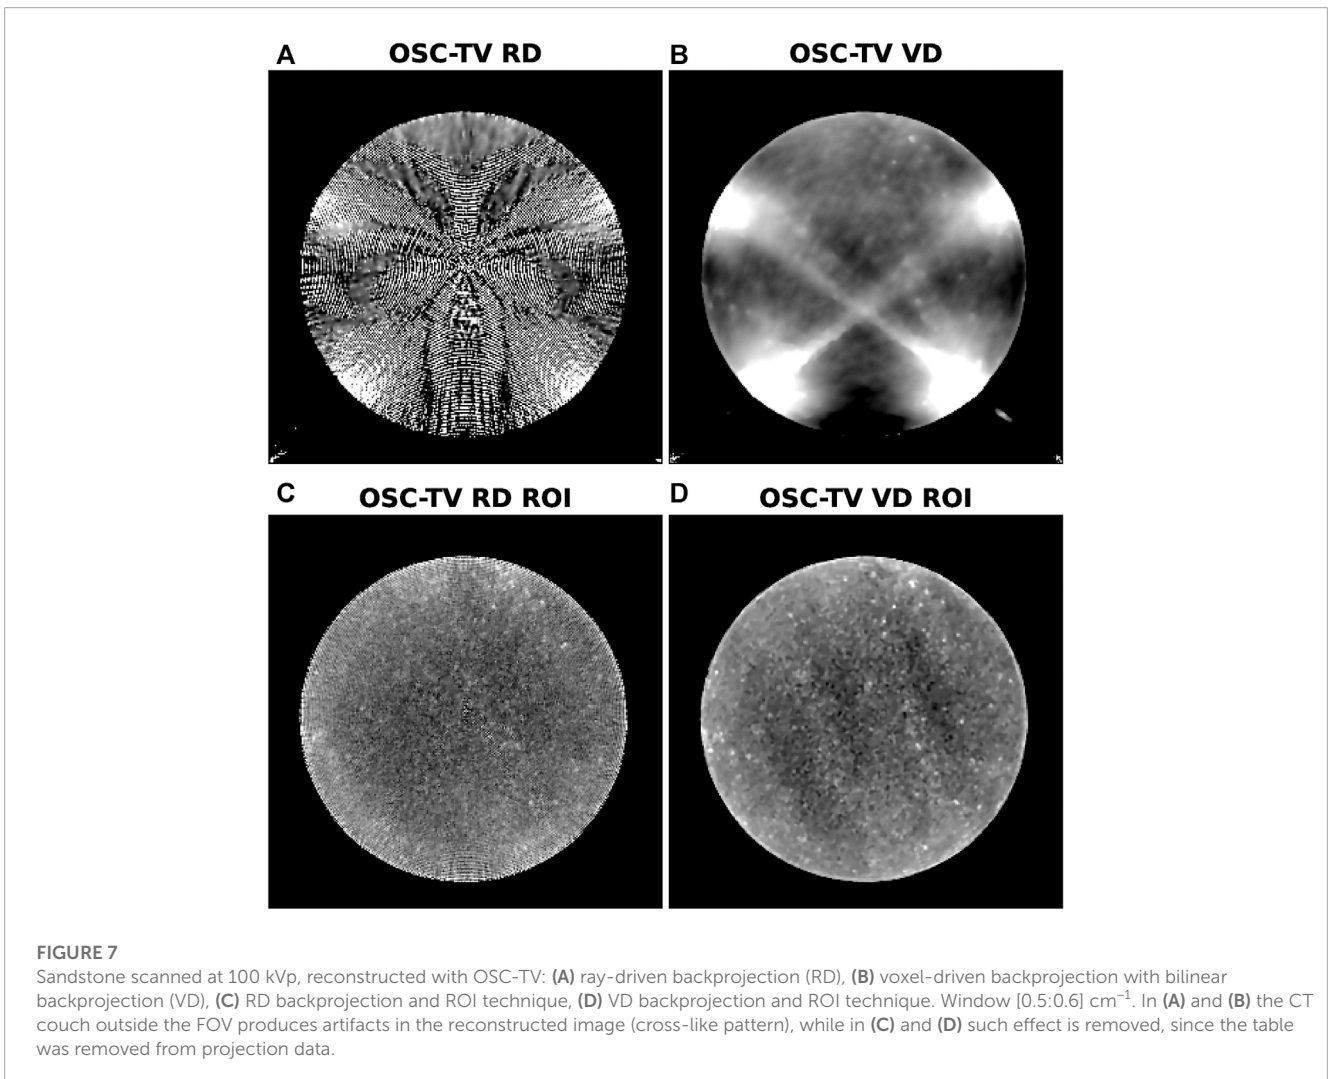 A OSC-TV RD B OSC-TV VD
C OSC-TV RD ROI D OSC-TV VD ROI
FIGURE 7
Sandstone scanned at 100 kVp, reconstructed with OSC-TV: (A) ray-driven backprojection (RD), (B) voxel-driven backprojection with bilinear
backprojection (VD), (C) RD backprojection and ROI technique, (D) VD backprojection and ROI technique. Window [0.5:0.6] cm⁻¹. In (A) and (B) the CT
couch outside the FOV produces artifacts in the reconstructed image (cross-like pattern), while in (C) and (D) such effect is removed, since the table
was removed from projection data.